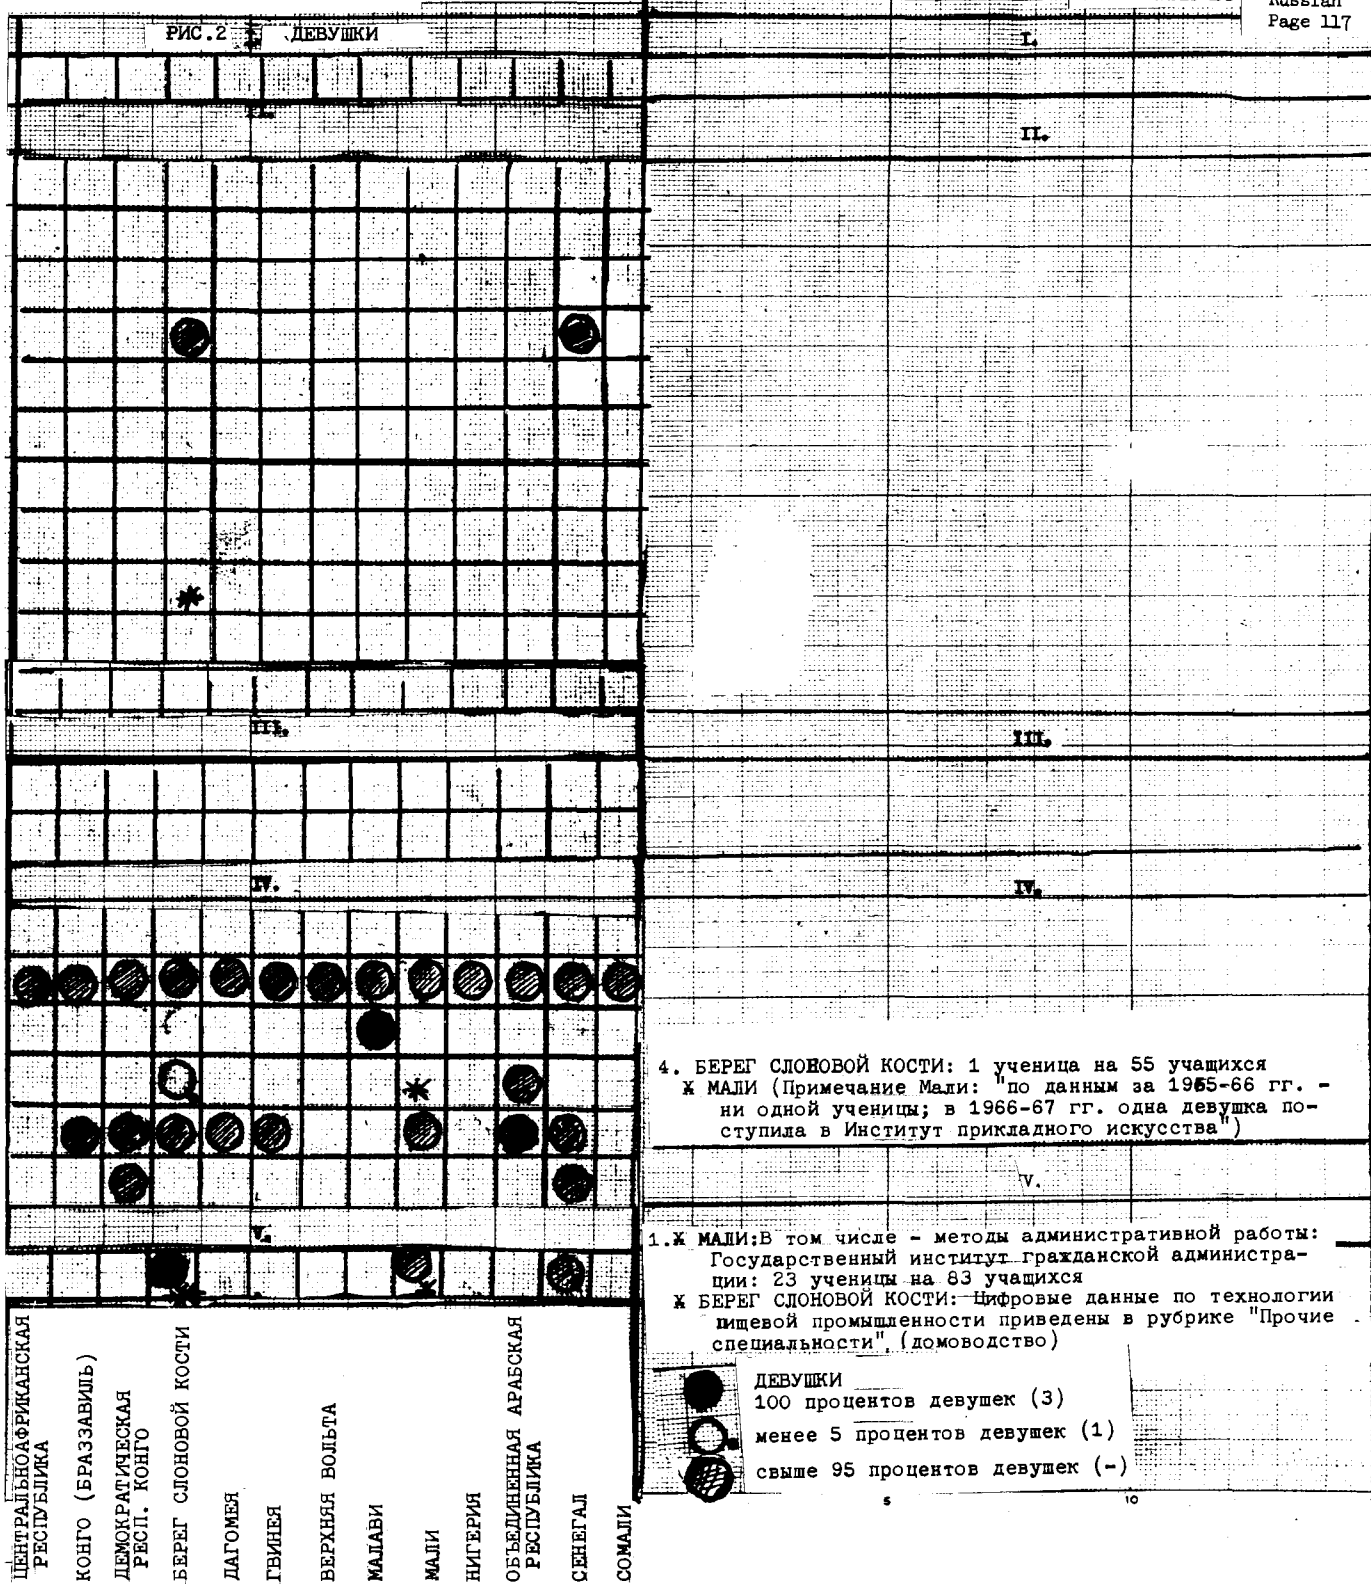 Russian
Page 117
РИС.2 I. ДЕВУШКИ
I.
II.
II.
III.
III.
IV.
IV.
4. БЕРЕГ СЛОНОВОЙ КОСТИ: 1 ученица на 55 учащихся
Ж МАЛИ (Примечание Мали: "по данным за 1965-66 гг. -
ни одной ученицы; в 1966-67 гг. одна девушка по-
ступила в Институт прикладного искусства")
V.
V.
1.Ж МАЛИ:В том числе - методы административной работы:
Государственный институт гражданской администра-
ции: 23 ученицы на 83 учащихся
Ж БЕРЕГ СЛОНОВОЙ КОСТИ: Цифровые данные по технологии
пищевой промышленности приведены в рубрике "Прочие
специальности" (домоводство)
ДЕВУШКИ
100 процентов девушек (3)
менее 5 процентов девушек (1)
свыше 95 процентов девушек (-)
5 10
ЦЕНТРАЛЬНОАФРИКАНСКАЯ
РЕСПУБЛИКА
КОНГО (БРАЗЗАВИЛЬ)
ДЕМОКРАТИЧЕСКАЯ
РЕСП. КОНГО
БЕРЕГ СЛОНОВОЙ КОСТИ
ДАГОМЕЯ
ГВИНЕЯ
ВЕРХНЯЯ ВОЛЬТА
МАЛАВИ
МАЛИ
НИГЕРИЯ
ОБЪЕДИНЕННАЯ АРАБСКАЯ
РЕСПУБЛИКА
СЕНЕГАЛ
СОМАЛИ